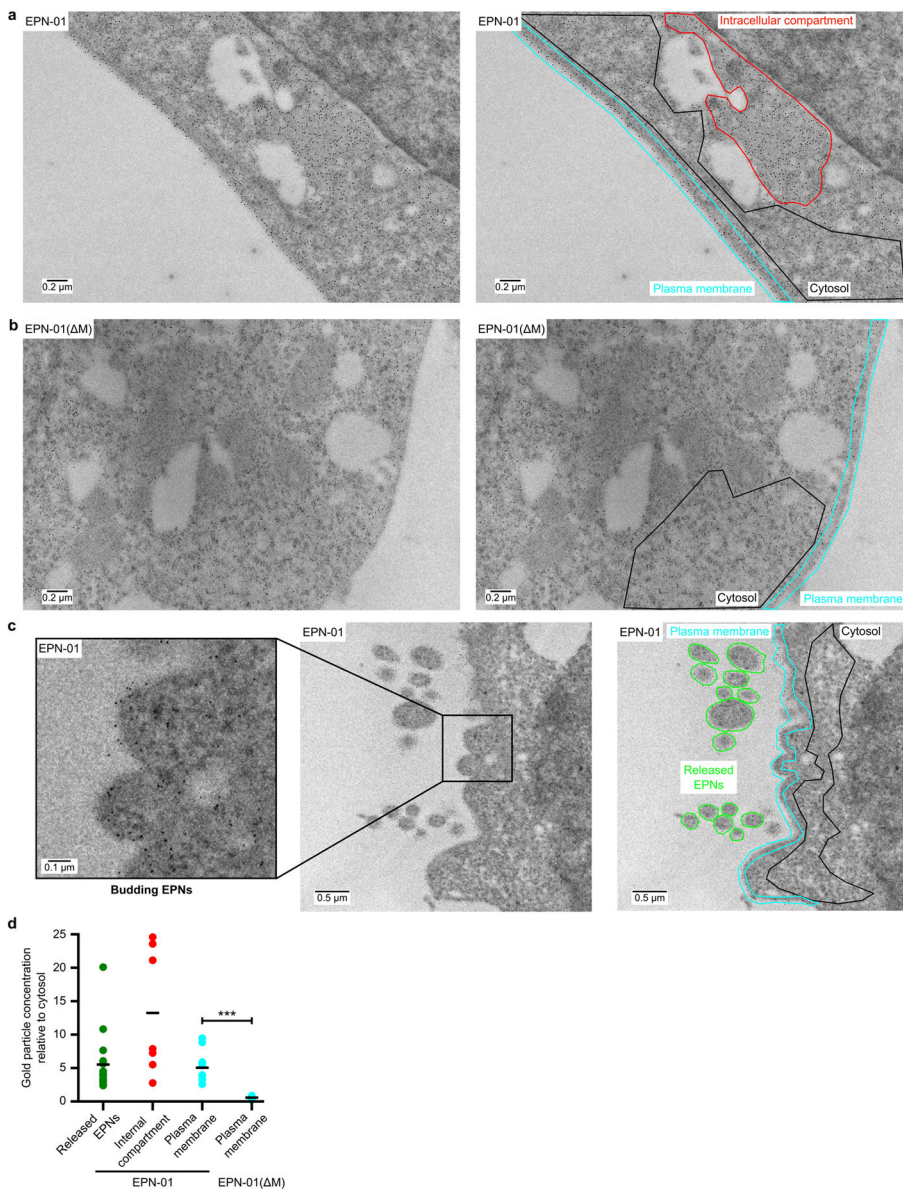 a
EPN-01
0.2 µm
Intracellular compartment
Plasma membrane
Cytosol
0.2 µm
b
EPN-01(ΔM)
0.2 µm
EPN-01(ΔM)
Cytosol
Plasma membrane
0.2 µm
c
EPN-01
0.1 µm
Budding EPNs
EPN-01
0.5 µm
EPN-01
Plasma membrane
Cytosol
Released
EPNs
0.5 µm
d
Gold particle concentration
relative to cytosol
25
20
15
10
5
0
***
Released
EPNs
Internal
compartment
Plasma
membrane
Plasma
membrane
EPN-01
EPN-01(ΔM)